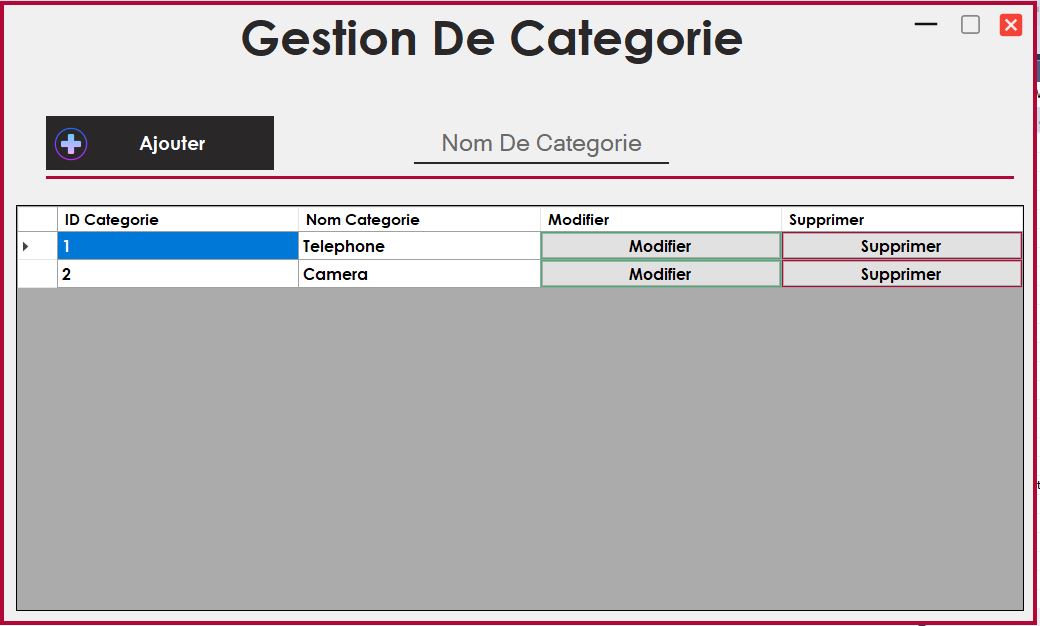 Gestion De Categorie
Ajouter
Nom De Categorie
ID Categorie Nom Categorie Modifier Supprimer
1 Telephone Modifier Supprimer
2 Camera Modifier Supprimer